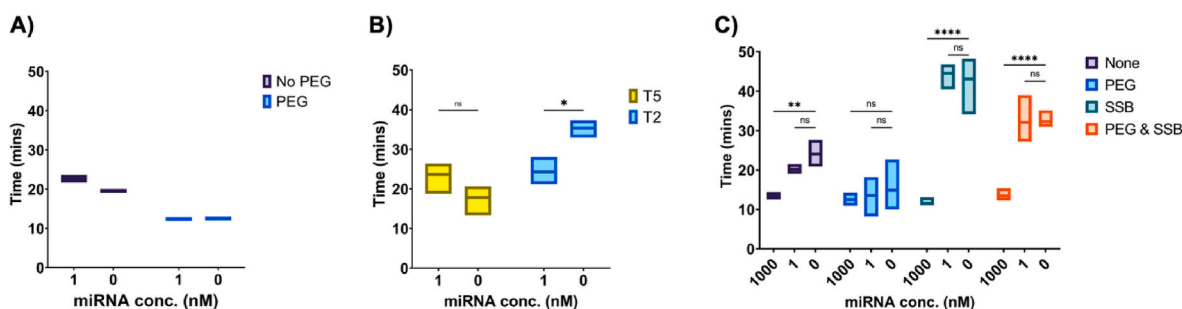 A)
No PEG
PEG
Time (mins)
50
40
30
20
10
0
1 0 1 0
miRNA conc. (nM)
B)
T5
T2
Time (mins)
50
40
30
20
10
0
ns
*
1 0 1 0
miRNA conc. (nM)
C)
None
PEG
SSB
PEG & SSB
Time (mins)
50
40
30
20
10
0
**
ns
ns
ns
****
ns
****
ns
1000 1 0 1000 1 0 1000 1 0 1000 1 0
miRNA conc. (nM)